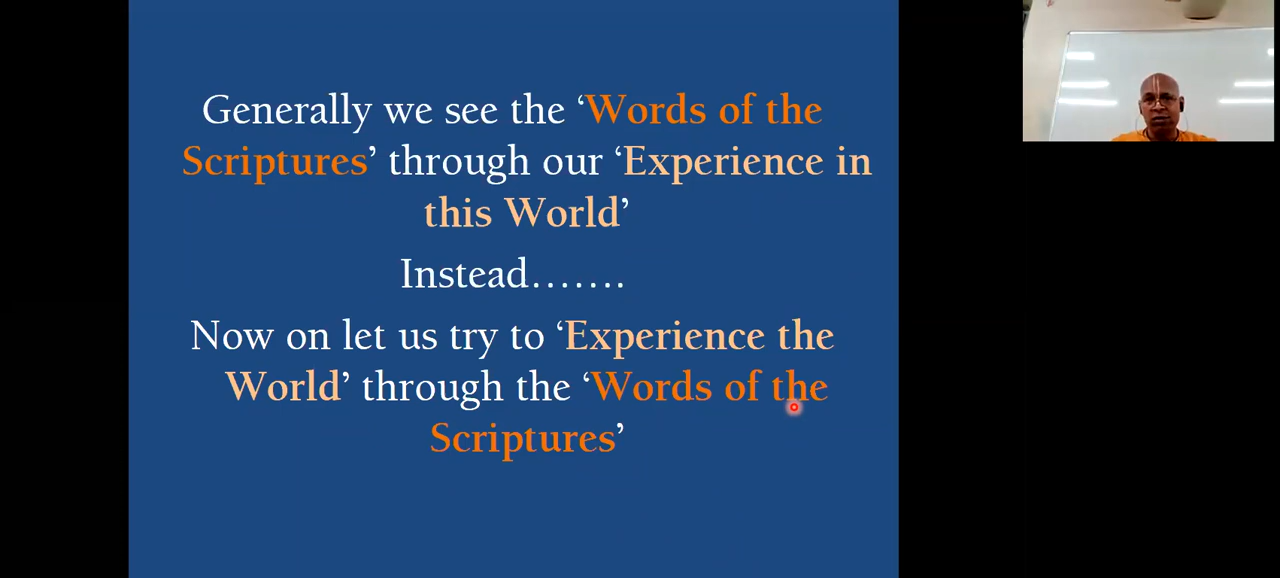 Generally we see the ‘Words of the
Scriptures’ through our ‘Experience in
this World’
Instead.......
Now on let us try to ‘Experience the
World’ through the ‘Words of the
Scriptures’